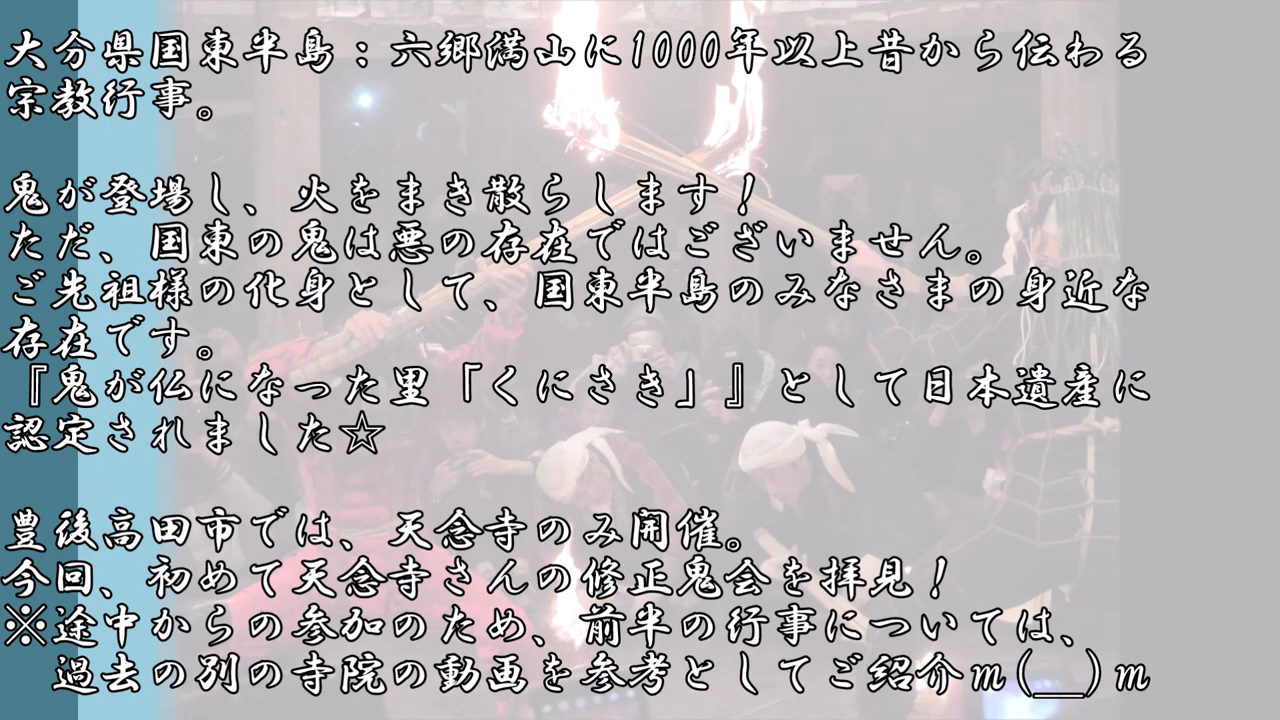 大分県国東半島：六郷満山に1000年以上昔から伝わる
宗教行事。
鬼が登場し、火をまき散らします！
ただ、国東の鬼は悪の存在ではございません。
ご先祖様の化身として、国東半島のみなさまの身近な
存在です。
『鬼が仏になった里「くにさき」』として日本遺産に
認定されました☆
豊後高田市では、天念寺のみ開催。
今回、初めて天念寺さんの修正鬼会を拝見！
※途中からの参加のため、前半の行事については、
過去の別の寺院の動画を参考としてご紹介m(__)m